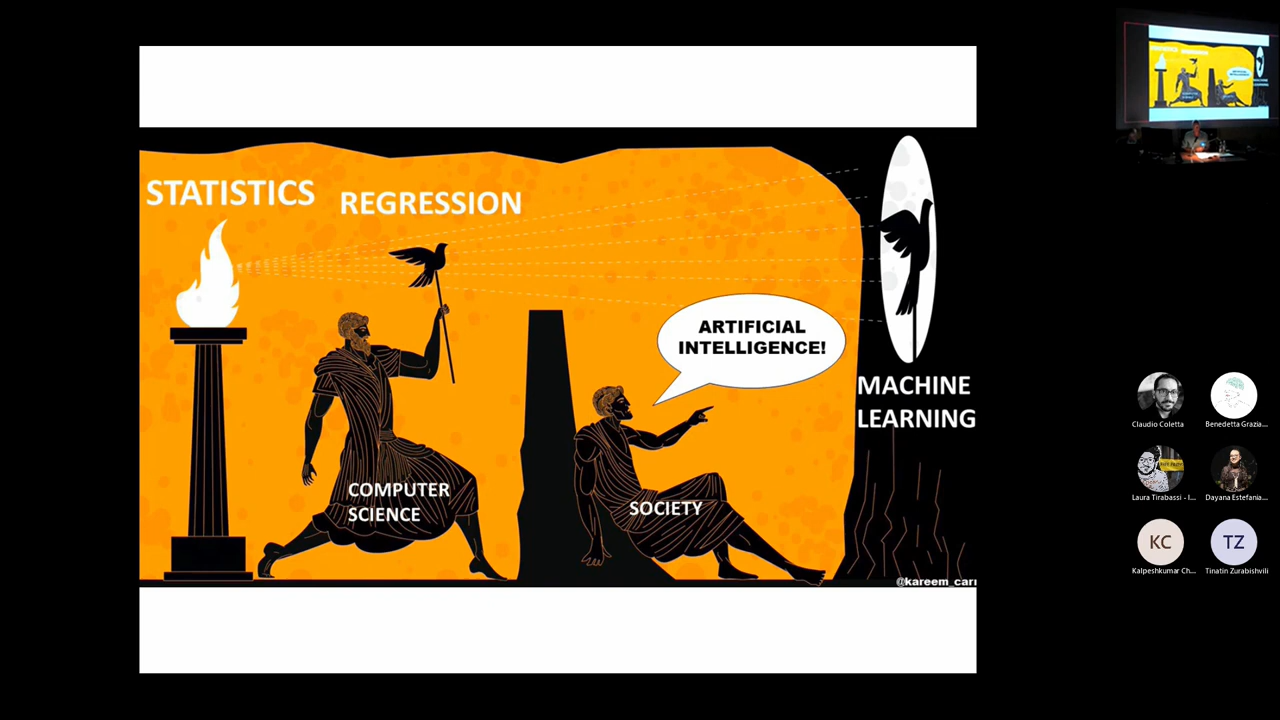 STATISTICS
REGRESSION
ARTIFICIAL
INTELLIGENCE!
MACHINE
LEARNING
COMPUTER
SCIENCE
SOCIETY
@kareem_carr
Claudio Coletta
Benedetta Grazia...
Laura Tirabassi - I...
Dayana Estefania...
KC
TZ
Kalpeshkumar Ch...
Tinatin Zurabishvili